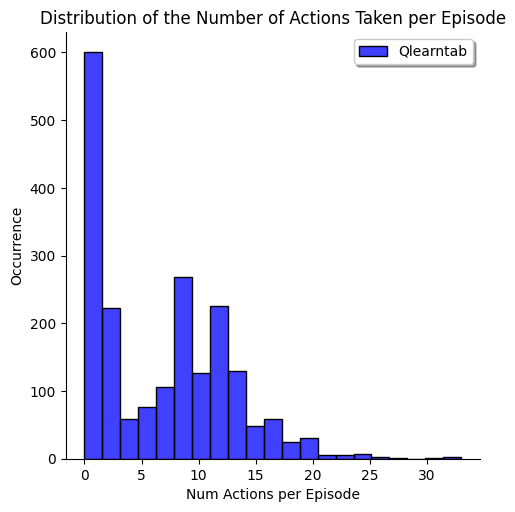 Distribution of the Number of Actions Taken per Episode
Qlearntab
Occurrence
600
500
400
300
200
100
0
0 5 10 15 20 25 30
Num Actions per Episode